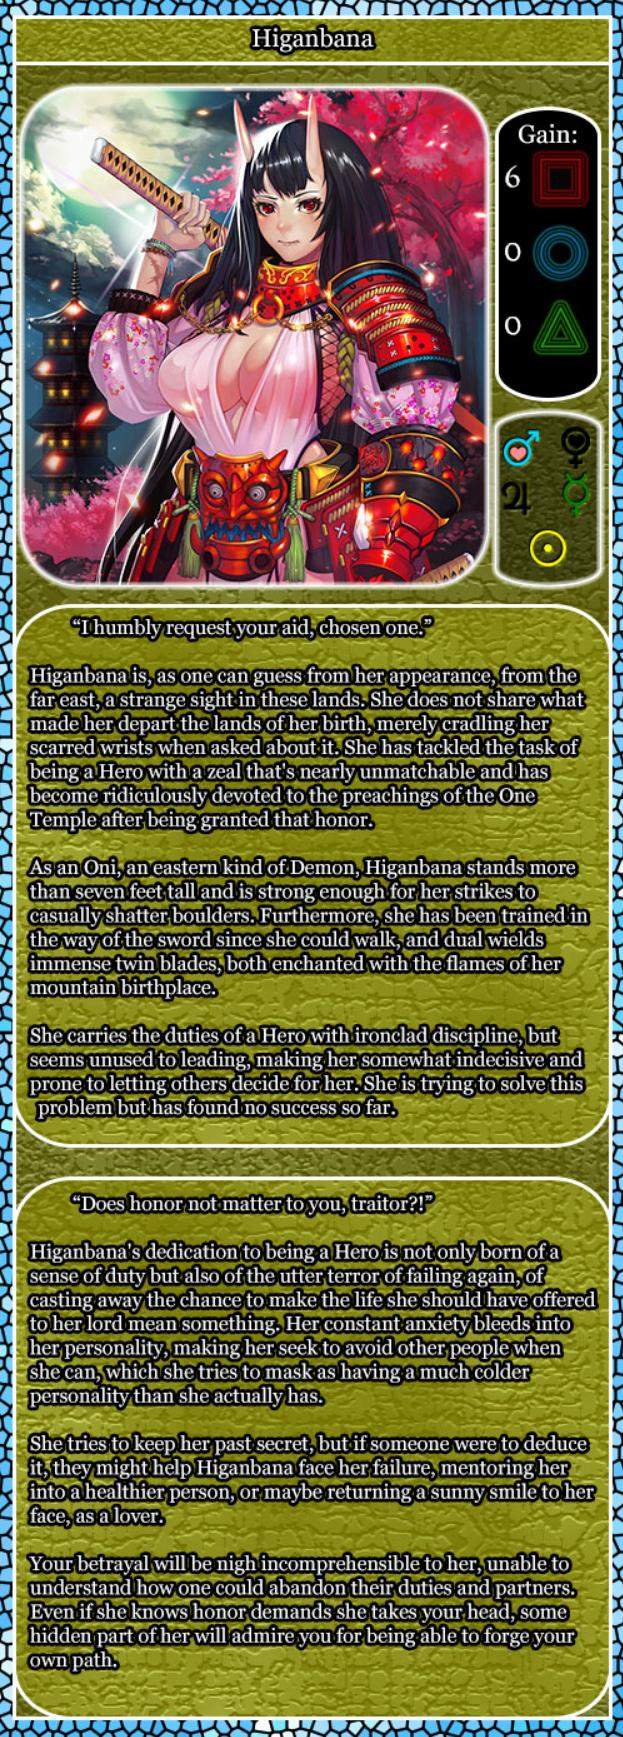 Higanbana
Gain:
6
0
0
“I humbly request your aid, chosen one.”
Higanbana is, as one can guess from her appearance, from the
far east, a strange sight in these lands. She does not share what
made her depart the lands of her birth, merely cradling her
scarred wrists when asked about it. She has tackled the task of
being a Hero with a zeal that's nearly unmatchable and has
become ridiculously devoted to the preachings of the One
Temple after being granted that honor.
As an Oni, an eastern kind of Demon, Higanbana stands more
than seven feet tall and is strong enough for her strikes to
casually shatter boulders. Furthermore, she has been trained in
the way of the sword since she could walk, and dual wields
immense twin blades, both enchanted with the flames of her
mountain birthplace.
She carries the duties of a Hero with ironclad discipline, but
seems unused to leading, making her somewhat indecisive and
prone to letting others decide for her. She is trying to solve this
problem but has found no success so far.
“Does honor not matter to you, traitor?!”
Higanbana's dedication to being a Hero is not only born of a
sense of duty but also of the utter terror of failing again, of
casting away the chance to make the life she should have offered
to her lord mean something. Her constant anxiety bleeds into
her personality, making her seek to avoid other people when
she can, which she tries to mask as having a much colder
personality than she actually has.
She tries to keep her past secret, but if someone were to deduce
it, they might help Higanbana face her failure, mentoring her
into a healthier person, or maybe returning a sunny smile to her
face, as a lover.
Your betrayal will be nigh incomprehensible to her, unable to
understand how one could abandon their duties and partners.
Even if she knows honor demands she takes your head, some
hidden part of her will admire you for being able to forge your
own path.